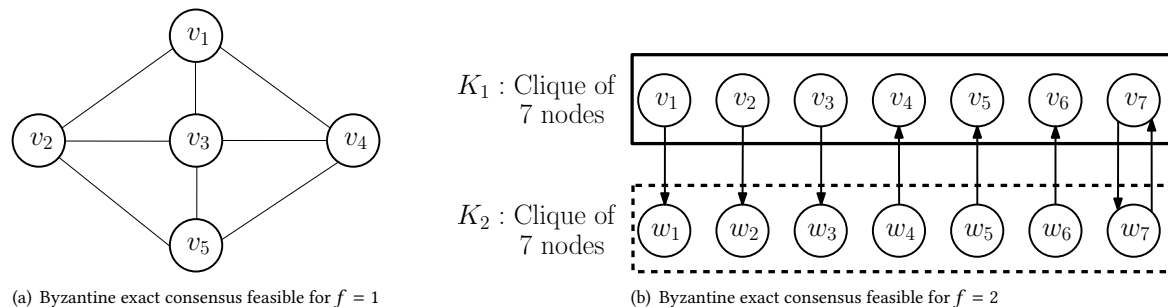 v1
v2
v3
v4
v5
(a) Byzantine exact consensus feasible for f = 1
K1 : Clique of
7 nodes
v1 v2 v3 v4 v5 v6 v7
K2 : Clique of
7 nodes
w1 w2 w3 w4 w5 w6 w7
(b) Byzantine exact consensus feasible for f = 2